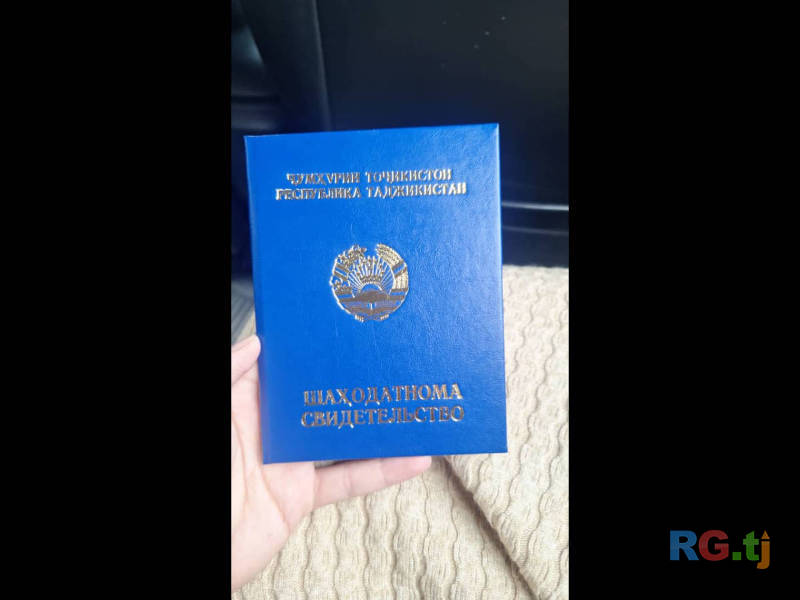 ҶУМҲУРИИ ТОҶИКИСТОН
РЕСПУБЛИКА ТАДЖИКИСТАН
ШАҲОДАТНОМА
СВИДЕТЕЛЬСТВО
RG.tj